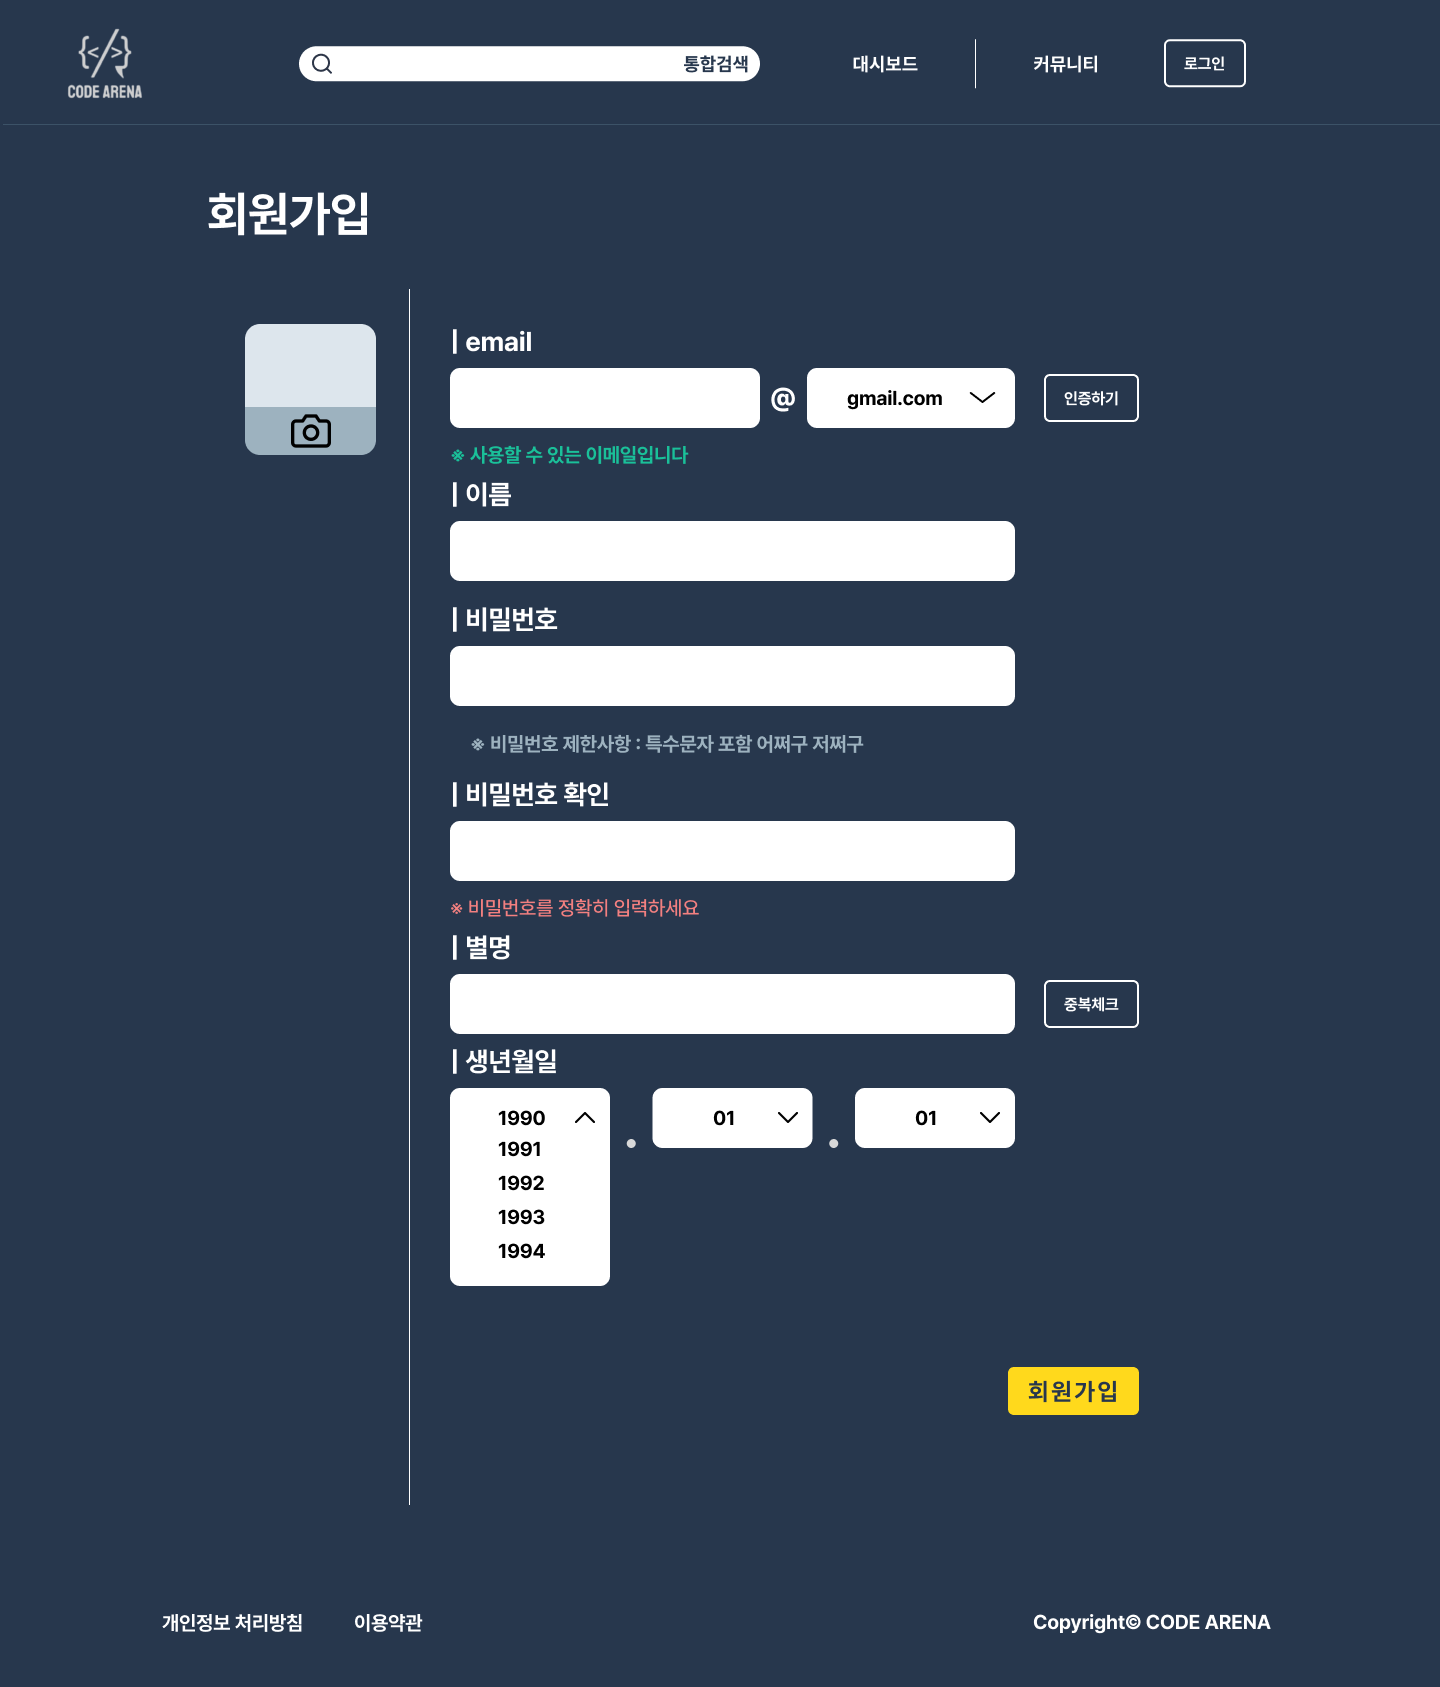 {</>}
CODE ARENA
통합검색
대시보드
커뮤니티
로그인
회원가입
| email
@
gmail.com
인증하기
※ 사용할 수 있는 이메일입니다
| 이름
| 비밀번호
※ 비밀번호 제한사항 : 특수문자 포함 어쩌구 저쩌구
| 비밀번호 확인
※ 비밀번호를 정확히 입력하세요
| 별명
중복체크
| 생년월일
1990
.
01
.
01
1991
1992
1993
1994
회원가입
개인정보 처리방침
이용약관
Copyright© CODE ARENA